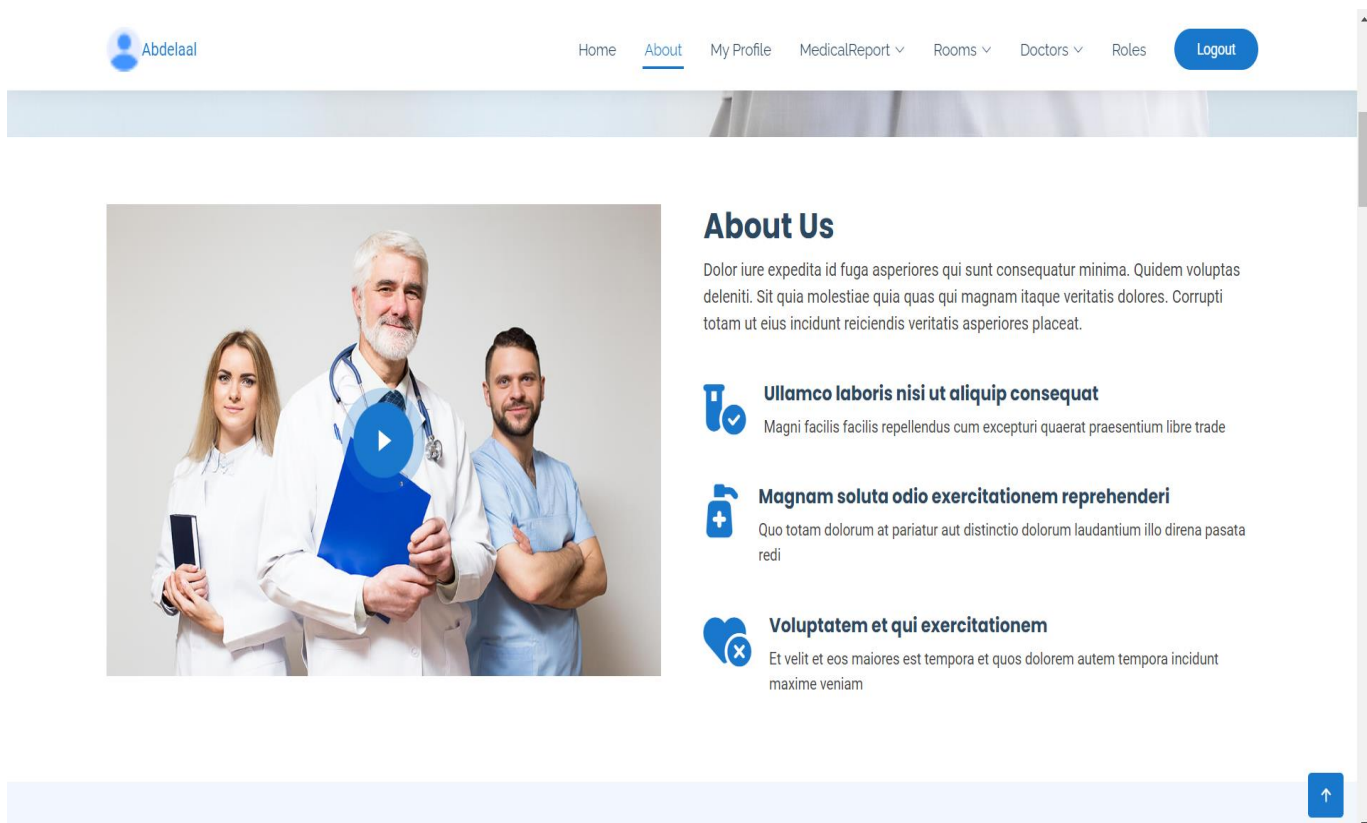 Abdelaal
Home About My Profile MedicalReport Rooms Doctors Roles Logout
About Us
Dolor iure expedita id fuga asperiores qui sunt consequatur minima. Quidem voluptas
deleniti. Sit quia molestiae quia quas qui magnam itaque veritatis dolores. Corrupti
totam ut eius incidunt reiciendis veritatis asperiores placeat.
Ullamco laboris nisi ut aliquip consequat
Magni facilis facilis repellendus cum excepturi quaerat praesentium libre trade
Magnam soluta odio exercitationem reprehenderi
Quo totam dolorum at pariatur aut distinctio dolorum laudantium illo direna pasata
redi
Voluptatem et qui exercitationem
Et velit et eos maiores est tempora et quos dolorem autem tempora incidunt
maxime veniam